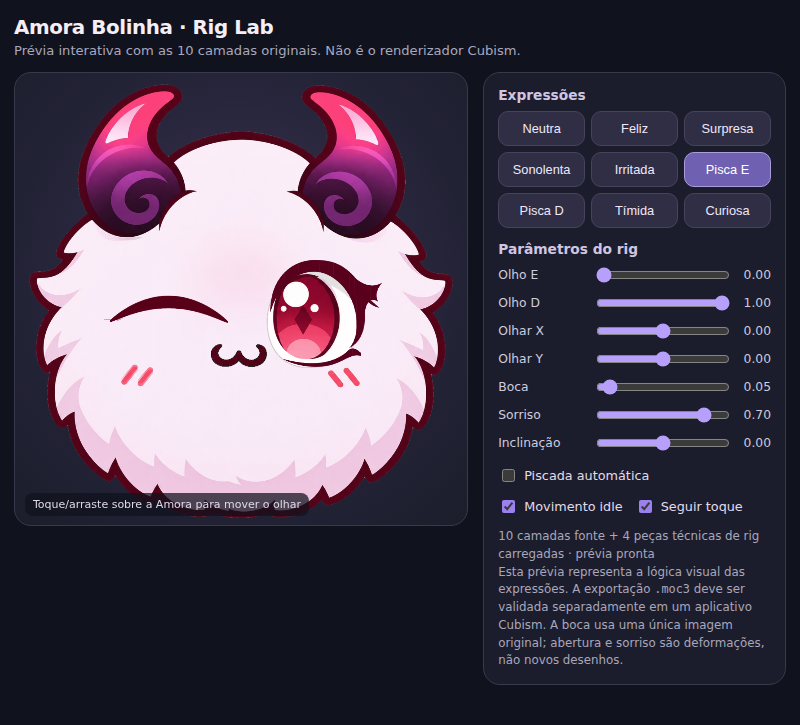 Amora Bolinha · Rig Lab
Prévia interativa com as 10 camadas originais. Não é o renderizador Cubism.
Toque/arraste sobre a Amora para mover o olhar
Expressões
Neutra Feliz Surpresa
Sonolenta Irritada Pisca E
Pisca D Tímida Curiosa
Parâmetros do rig
Olho E 0.00
Olho D 1.00
Olhar X 0.00
Olhar Y 0.00
Boca 0.05
Sorriso 0.70
Inclinação 0.00
Piscada automática
Movimento idle Seguir toque
10 camadas fonte + 4 peças técnicas de rig
carregadas · prévia pronta
Esta prévia representa a lógica visual das
expressões. A exportação .moc3 deve ser
validada separadamente em um aplicativo
Cubism. A boca usa uma única imagem
original; abertura e sorriso são deformações,
não novos desenhos.